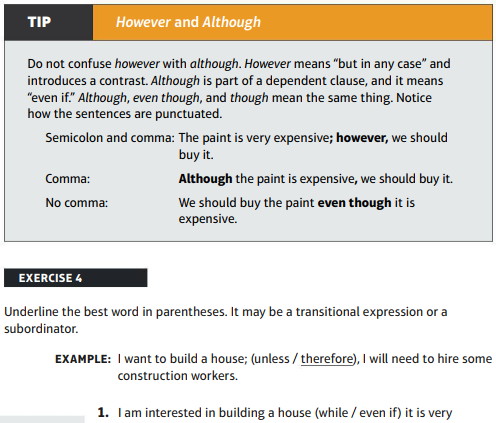 TIP However and Although
Do not confuse however with although. However means “but in any case” and
introduces a contrast. Although is part of a dependent clause, and it means
“even if.” Although, even though, and though mean the same thing. Notice
how the sentences are punctuated.
Semicolon and comma: The paint is very expensive; however, we should
buy it.
Comma: Although the paint is expensive, we should buy it.
No comma: We should buy the paint even though it is
expensive.
EXERCISE 4
Underline the best word in parentheses. It may be a transitional expression or a
subordinator.
EXAMPLE: I want to build a house; (unless / therefore), I will need to hire some
construction workers.
1. I am interested in building a house (while / even if) it is very